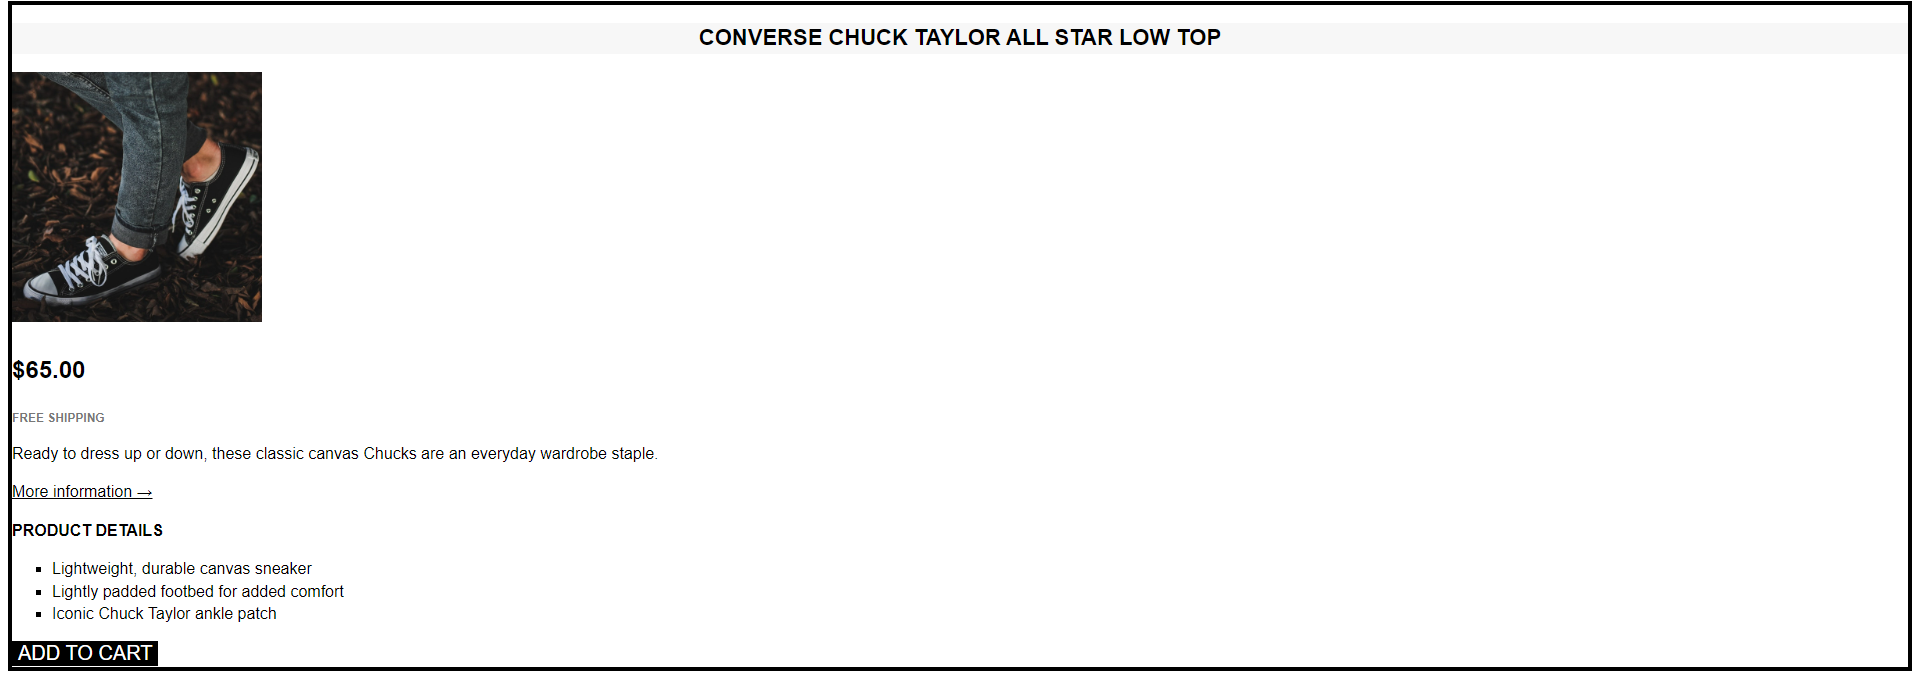 CONVERSE CHUCK TAYLOR ALL STAR LOW TOP
$65.00
FREE SHIPPING
Ready to dress up or down, these classic canvas Chucks are an everyday wardrobe staple.
More information →
PRODUCT DETAILS
Lightweight, durable canvas sneaker
Lightly padded footbed for added comfort
Iconic Chuck Taylor ankle patch
ADD TO CART